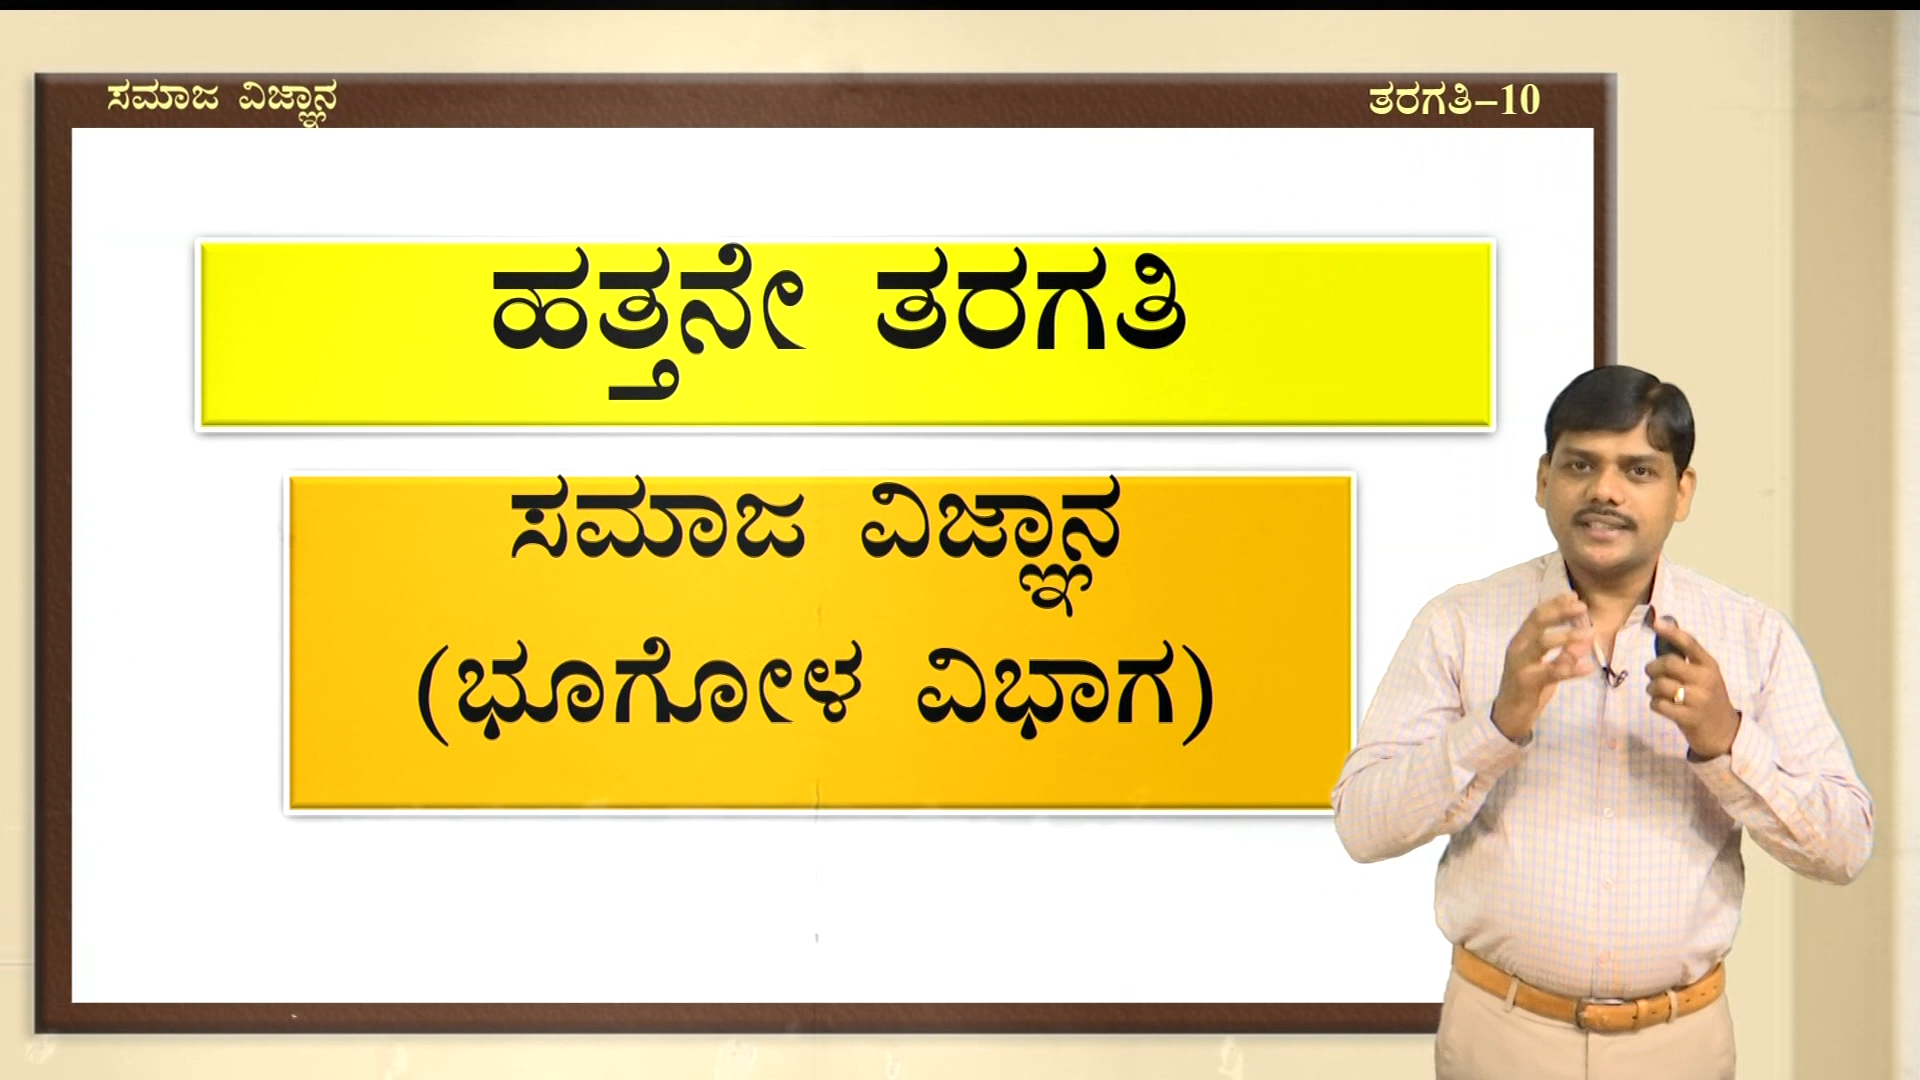 ಸಮಾಜ ವಿಜ್ಞಾನ
ತರಗತಿ–10
ಹತ್ತನೇ ತರಗತಿ
ಸಮಾಜ ವಿಜ್ಞಾನ
(ಭೂಗೋಳ ವಿಭಾಗ)